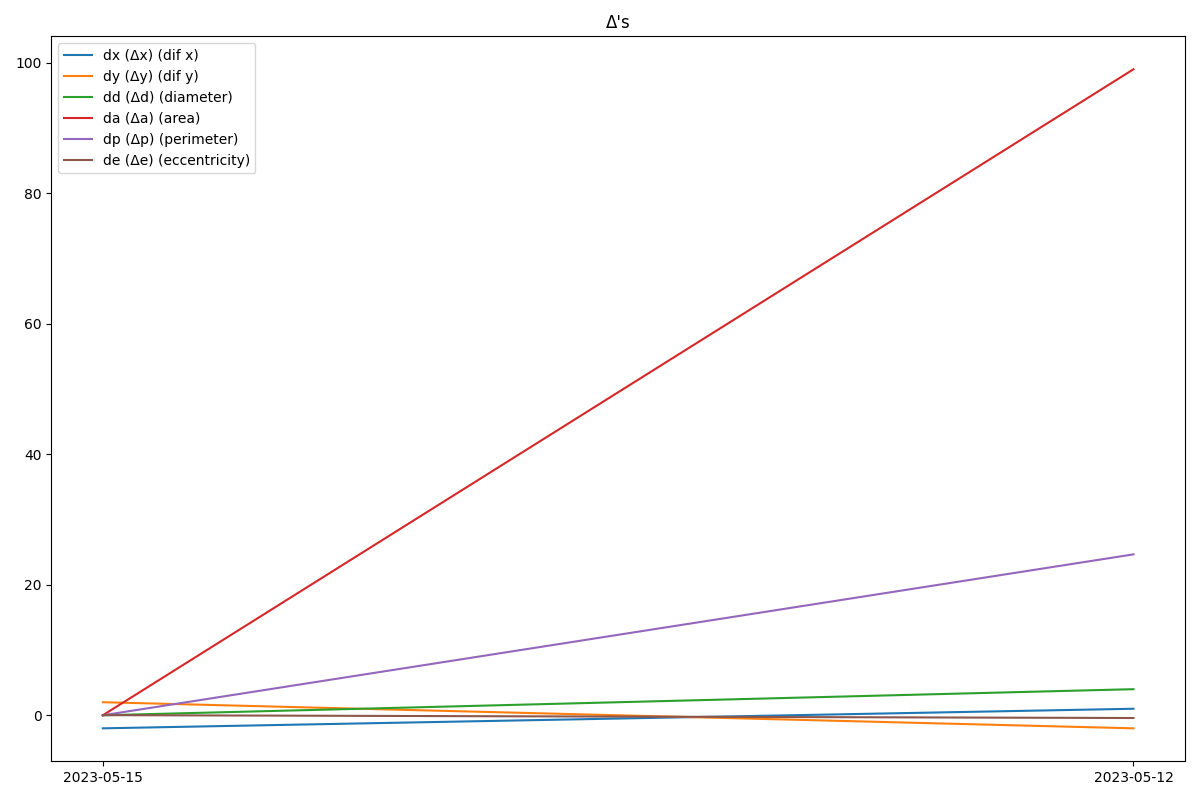 Δ's
dx (Δx) (dif x)
dy (Δy) (dif y)
dd (Δd) (diameter)
da (Δa) (area)
dp (Δp) (perimeter)
de (Δe) (eccentricity)
100
80
60
40
20
0
2023-05-15 2023-05-12